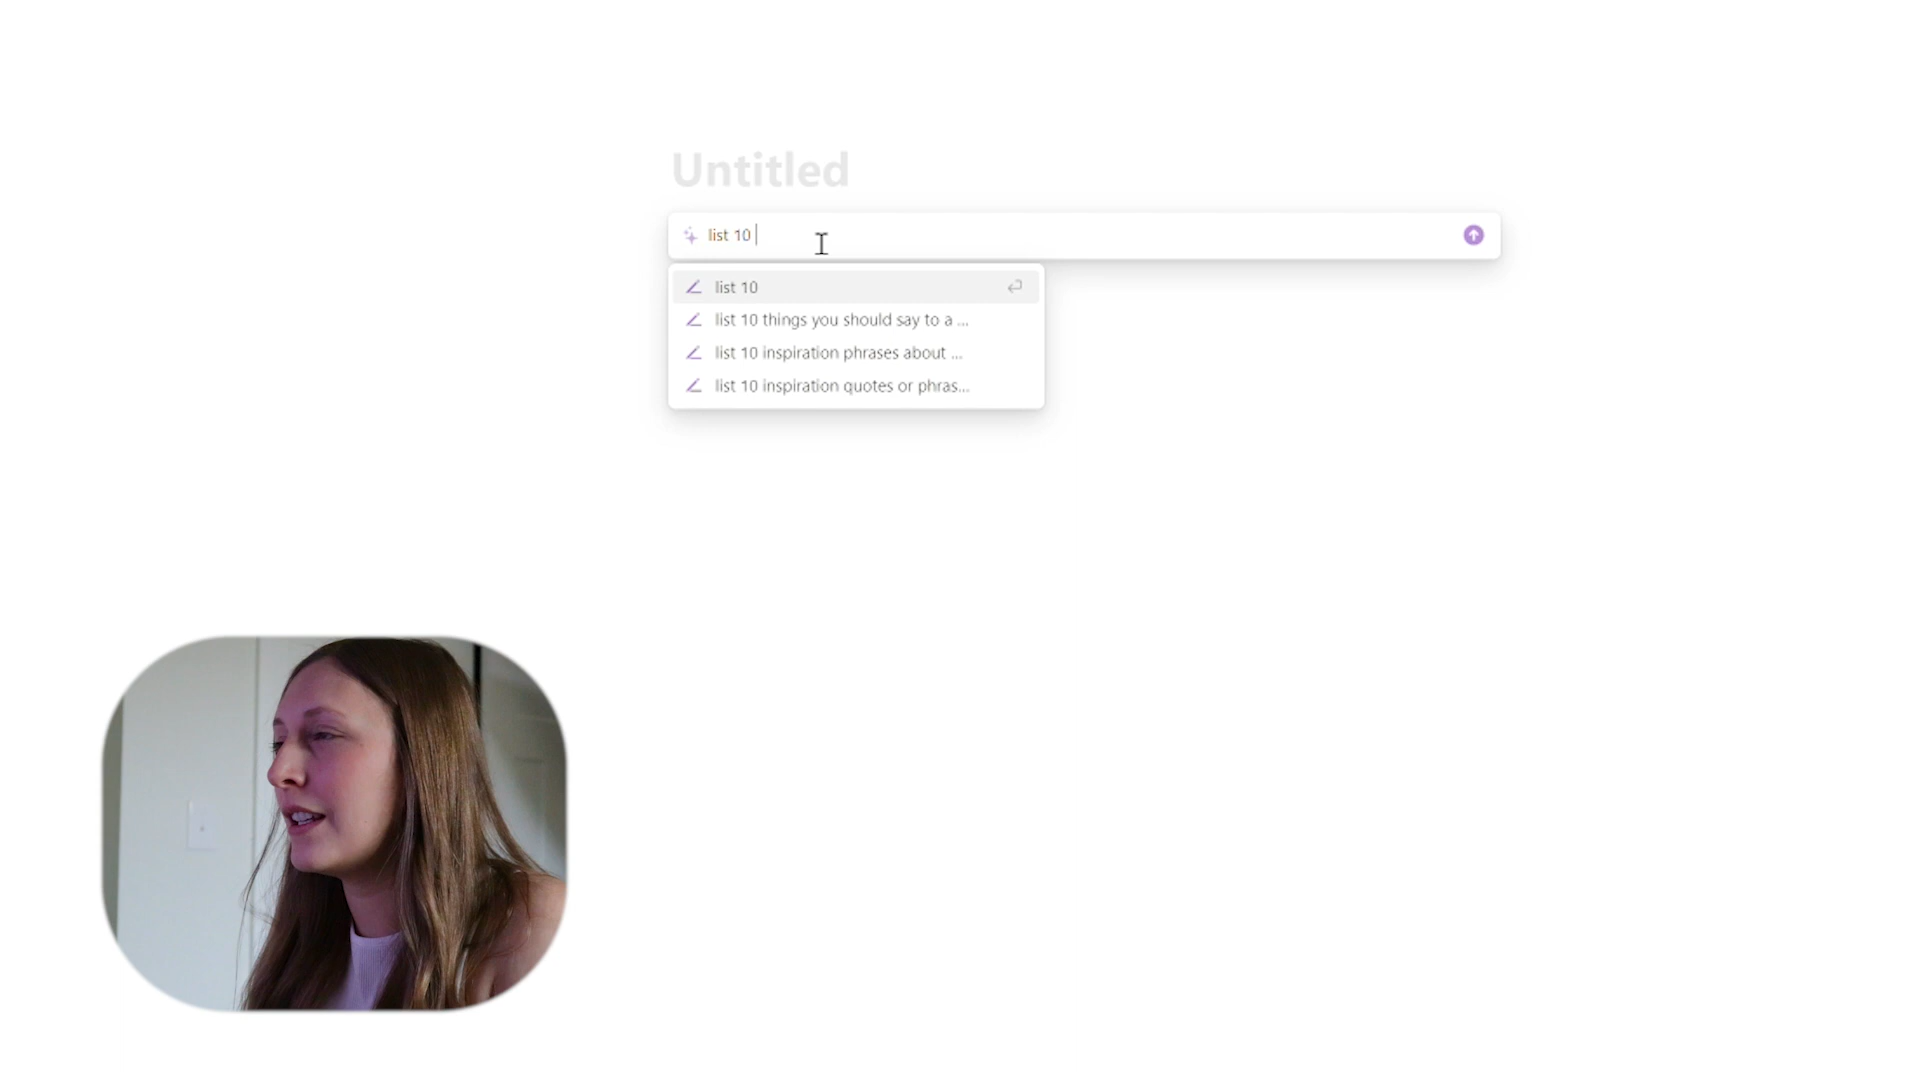 Untitled
list 10
list 10
list 10 things you should say to a ...
list 10 inspiration phrases about ...
list 10 inspiration quotes or phras...